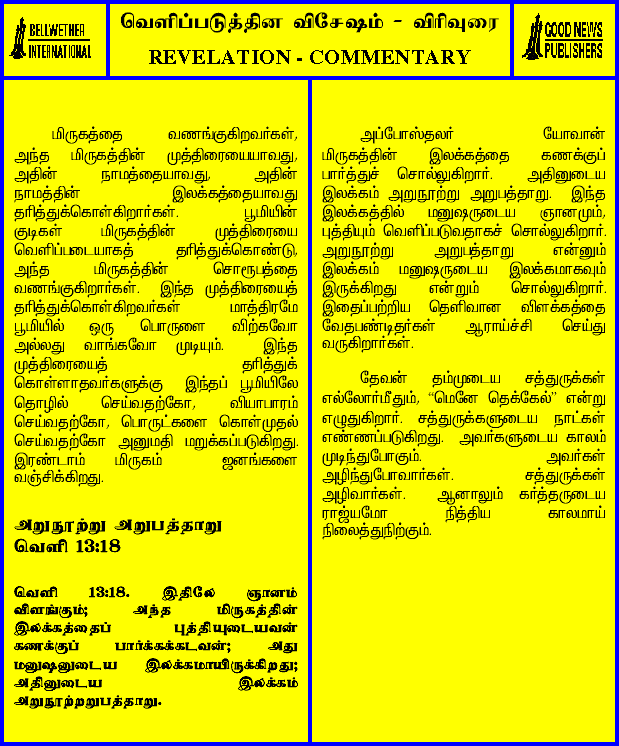 BELLWETHER
INTERNATIONAL
வெளிப்படுத்தின விசேஷம் - விரிவுரை
REVELATION - COMMENTARY
GOOD NEWS
PUBLISHERS
மிருகத்தை வணங்குகிறவர்கள்,
அந்த மிருகத்தின் முத்திரையையாவது,
அதின் நாமத்தையாவது, அதின்
நாமத்தின் இலக்கத்தையாவது
தரித்துக்கொள்கிறார்கள். பூமியின்
குடிகள் மிருகத்தின் முத்திரையை
வெளிப்படையாகத் தரித்துக்கொண்டு,
அந்த மிருகத்தின் சொரூபத்தை
வணங்குகிறார்கள். இந்த முத்திரையைத்
தரித்துக்கொள்கிறவர்கள் மாத்திரமே
பூமியில் ஒரு பொருளை விற்கவோ
அல்லது வாங்கவோ முடியும். இந்த
முத்திரையைத் தரித்துக்
கொள்ளாதவர்களுக்கு இந்தப் பூமியிலே
தொழில் செய்வதற்கோ, வியாபாரம்
செய்வதற்கோ, பொருட்களை கொள்முதல்
செய்வதற்கோ அனுமதி மறுக்கப்படுகிறது.
இரண்டாம் மிருகம் ஜனங்களை
வஞ்சிக்கிறது.
அறுநூற்று அறுபத்தாறு
வெளி 13:18
வெளி 13:18. இதிலே ஞானம்
விளங்கும்; அந்த மிருகத்தின்
இலக்கத்தைப் புத்தியுடையவன்
கணக்குப் பார்க்கக்கடவன்; அது
மனுஷனுடைய இலக்கமாயிருக்கிறது;
அதினுடைய இலக்கம்
அறுநூற்றறுபத்தாறு.
அப்போஸ்தலர் யோவான்
மிருகத்தின் இலக்கத்தை கணக்குப்
பார்த்துச் சொல்லுகிறார். அதினுடைய
இலக்கம் அறுநூற்று அறுபத்தாறு. இந்த
இலக்கத்தில் மனுஷருடைய ஞானமும்,
புத்தியும் வெளிப்படுவதாகச் சொல்லுகிறார்.
அறுநூற்று அறுபத்தாறு என்னும்
இலக்கம் மனுஷருடைய இலக்கமாகவும்
இருக்கிறது என்றும் சொல்லுகிறார்.
இதைப்பற்றிய தெளிவான விளக்கத்தை
வேதபண்டிதர்கள் ஆராய்ச்சி செய்து
வருகிறார்கள்.
தேவன் தம்முடைய சத்துருக்கள்
எல்லோர்மீதும், “மெனே தெக்கேல்” என்று
எழுதுகிறார். சத்துருக்களுடைய நாட்கள்
எண்ணப்படுகிறது. அவர்களுடைய காலம்
முடிந்துபோகும். அவர்கள்
அழிந்துபோவார்கள். சத்துருக்கள்
அழிவார்கள். ஆனாலும் கர்த்தருடைய
ராஜ்யமோ நித்திய காலமாய்
நிலைத்துநிற்கும்.